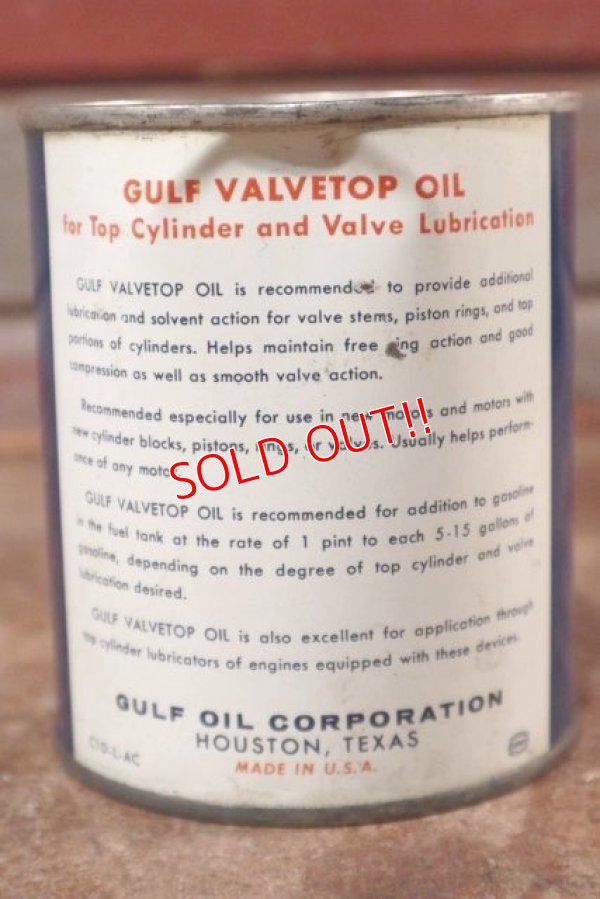 GULF VALVETOP OIL
for Top Cylinder and Valve Lubrication
GULF VALVETOP OIL is recommended to provide additional
lubrication and solvent action for valve stems, piston rings, and top
portions of cylinders. Helps maintain free ing action and good
compression as well as smooth valve action.
Recommended especially for use in new motors and motors with
new cylinder blocks, pistons, rings, or valves. Usually helps perform-
ance of any motor
SOLD OUT!!
GULF VALVETOP OIL is recommended for addition to gasoline
in the fuel tank at the rate of 1 pint to each 5-15 gallons of
gasoline, depending on the degree of top cylinder and valve
lubrication desired.
GULF VALVETOP OIL is also excellent for application through
top cylinder lubricators of engines equipped with these devices.
GULF OIL CORPORATION
HOUSTON, TEXAS
MADE IN U.S.A.